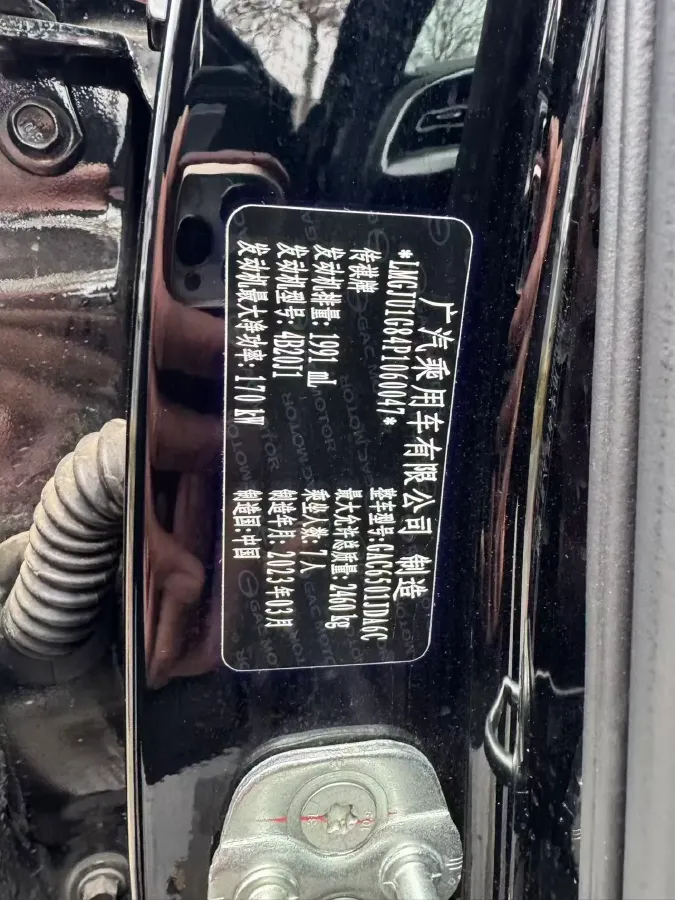 广汽乘用车有限公司 制造
*LMGJU1G84P1060047*
传祺牌 整车型号:GAC6501JDA6C
发动机排量: 1991 ml 最大允许总质量: 2460 kg
发动机型号: 4B20J1 乘坐人数: 7人
发动机最大净功率: 170 kW 制造年月: 2023年03月
制造国: 中国